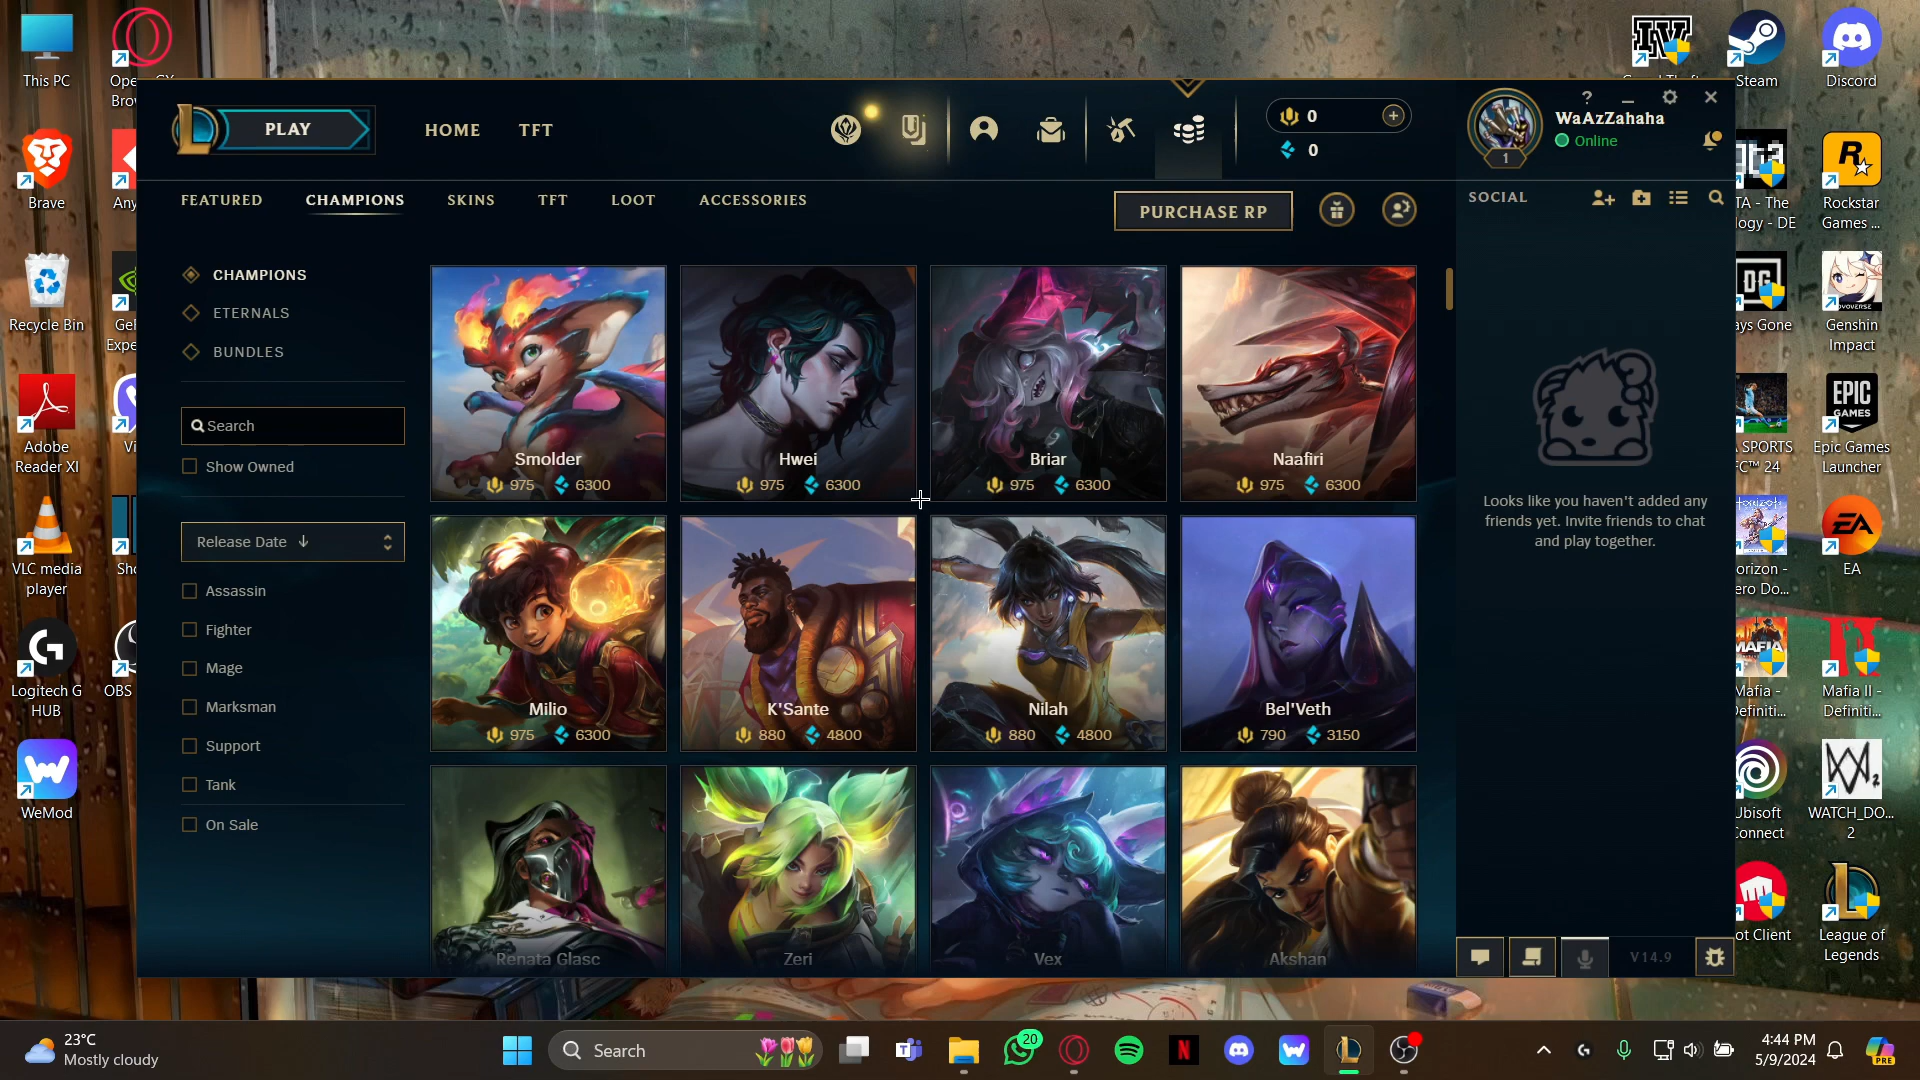 This PC
Brave
Recycle Bin
Adobe
Reader XI
VLC media
player
Logitech G
HUB
WeMod
OBS
PLAY
HOME
TFT
0
0
WaAzZahaha
Online
1
FEATURED
CHAMPIONS
SKINS
TFT
LOOT
ACCESSORIES
PURCHASE RP
SOCIAL
CHAMPIONS
ETERNALS
BUNDLES
Search
Show Owned
Release Date
Assassin
Fighter
Mage
Marksman
Support
Tank
On Sale
Smolder
975 6300
Hwei
975 6300
Briar
975 6300
Naafiri
975 6300
Milio
975 6300
K'Sante
880 4800
Nilah
880 4800
Bel'Veth
790 3150
Renata Glasc
Zeri
Vex
Akshan
Looks like you haven't added any
friends yet. Invite friends to chat
and play together.
V14.9
Steam
Discord
Rockstar
Games ...
Genshin
Impact
EPIC
GAMES
Epic Games
Launcher
EA
EA
MAFIA
Mafia -
Mafia II -
Definiti...
WATCH_DO...
2
League of
Legends
23°C
Mostly cloudy
Search
20
4:44 PM
5/9/2024
PRE